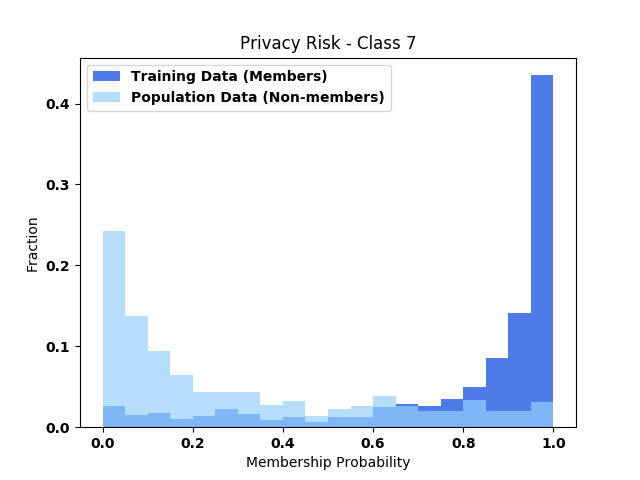 Privacy Risk - Class 7
Training Data (Members)
Population Data (Non-members)
0.4
0.3
0.2
0.1
0.0
Fraction
0.0 0.2 0.4 0.6 0.8 1.0
Membership Probability